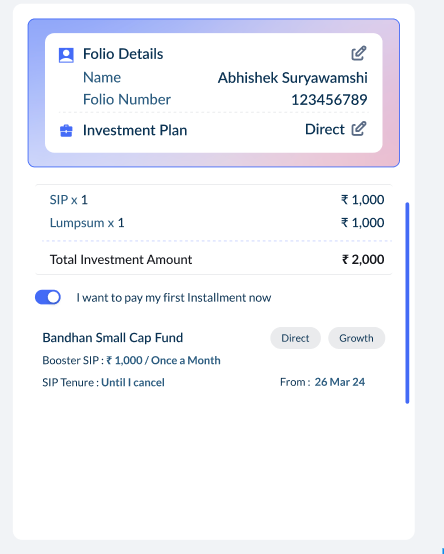 Folio Details
Name Abhishek Suryawamshi
Folio Number 123456789
Investment Plan Direct
SIP x 1 ₹ 1,000
Lumpsum x 1 ₹ 1,000
Total Investment Amount ₹ 2,000
I want to pay my first Installment now
Bandhan Small Cap Fund Direct Growth
Booster SIP : ₹ 1,000 / Once a Month
SIP Tenure : Until I cancel From : 26 Mar 24